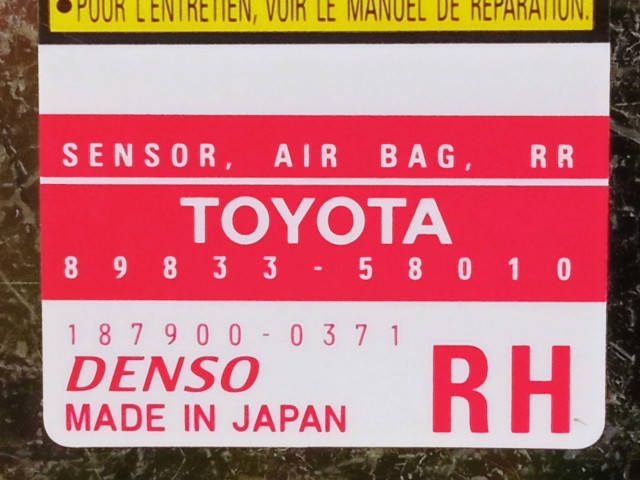 •POUR L'ENTRETIEN, VOIR LE MANUEL DE RÉPARATION.
SENSOR, AIR BAG, RR
TOYOTA
89833-58010
187900-0371
DENSO
MADE IN JAPAN
RH